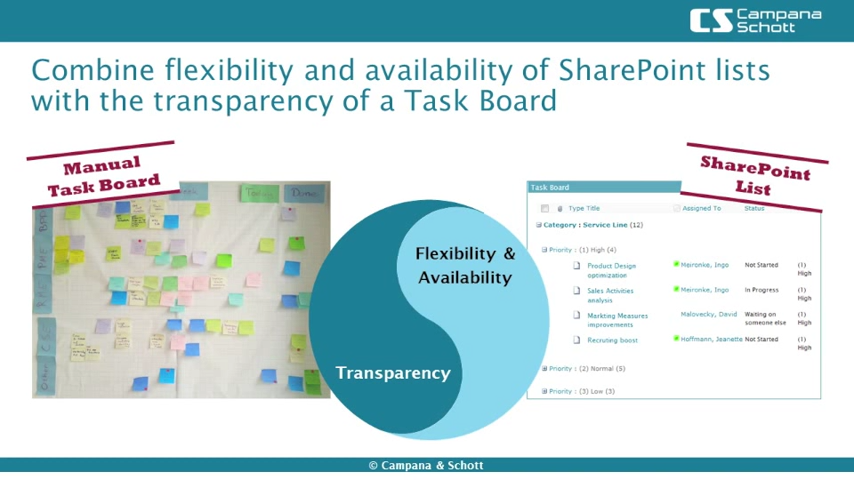 CS Campana
Schott
Combine flexibility and availability of SharePoint lists
with the transparency of a Task Board
Manual
Task Board
SharePoint
List
Done
Other
Flexibility &
Availability
Transparency
Task Board
Type Title Assigned To Status
Category : Service Line (12)
Priority : (1) High (4)
Product Design
optimization
Meironke, Ingo Not Started (1)
High
Sales Activities
analysis
Meironke, Ingo In Progress (1)
High
Markting Measures
improvements
Malovecky, David Waiting on
someone else
(1)
High
Recruting boost
Hoffmann, Jeanette Not Started (1)
High
Priority : (2) Normal (5)
Priority : (3) Low (3)
© Campana & Schott